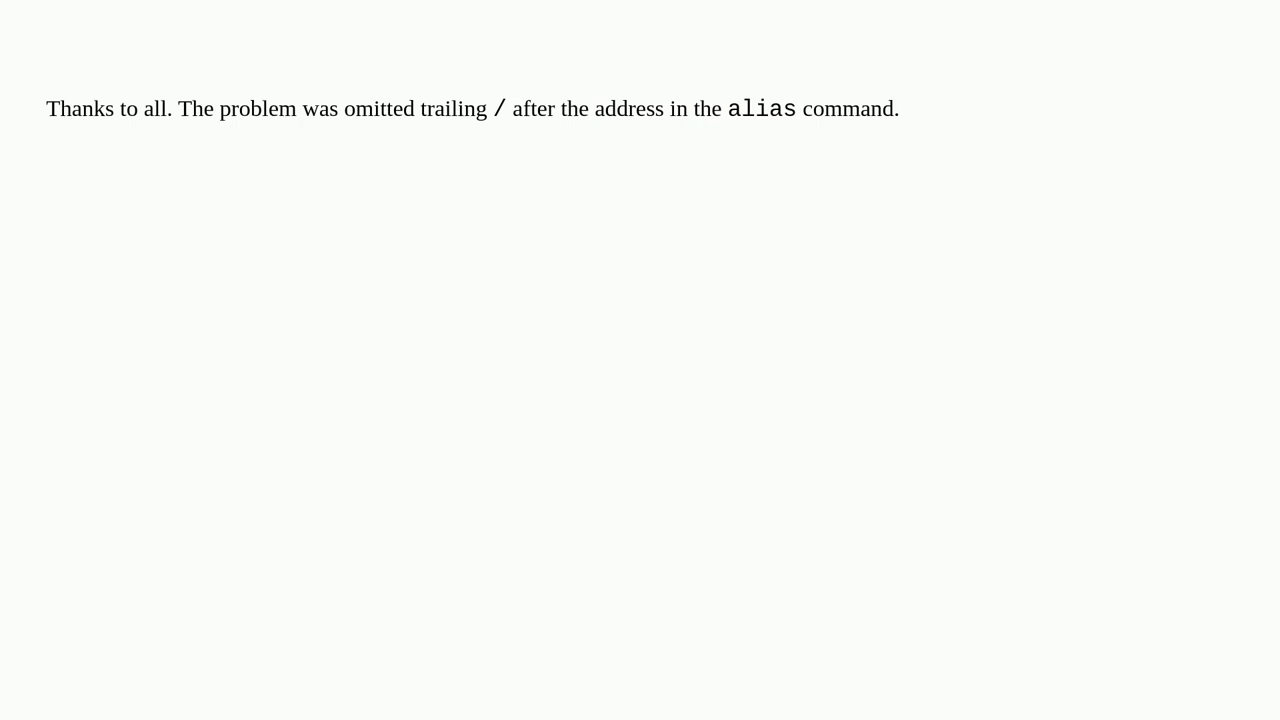 Thanks to all. The problem was omitted trailing / after the address in the alias command.